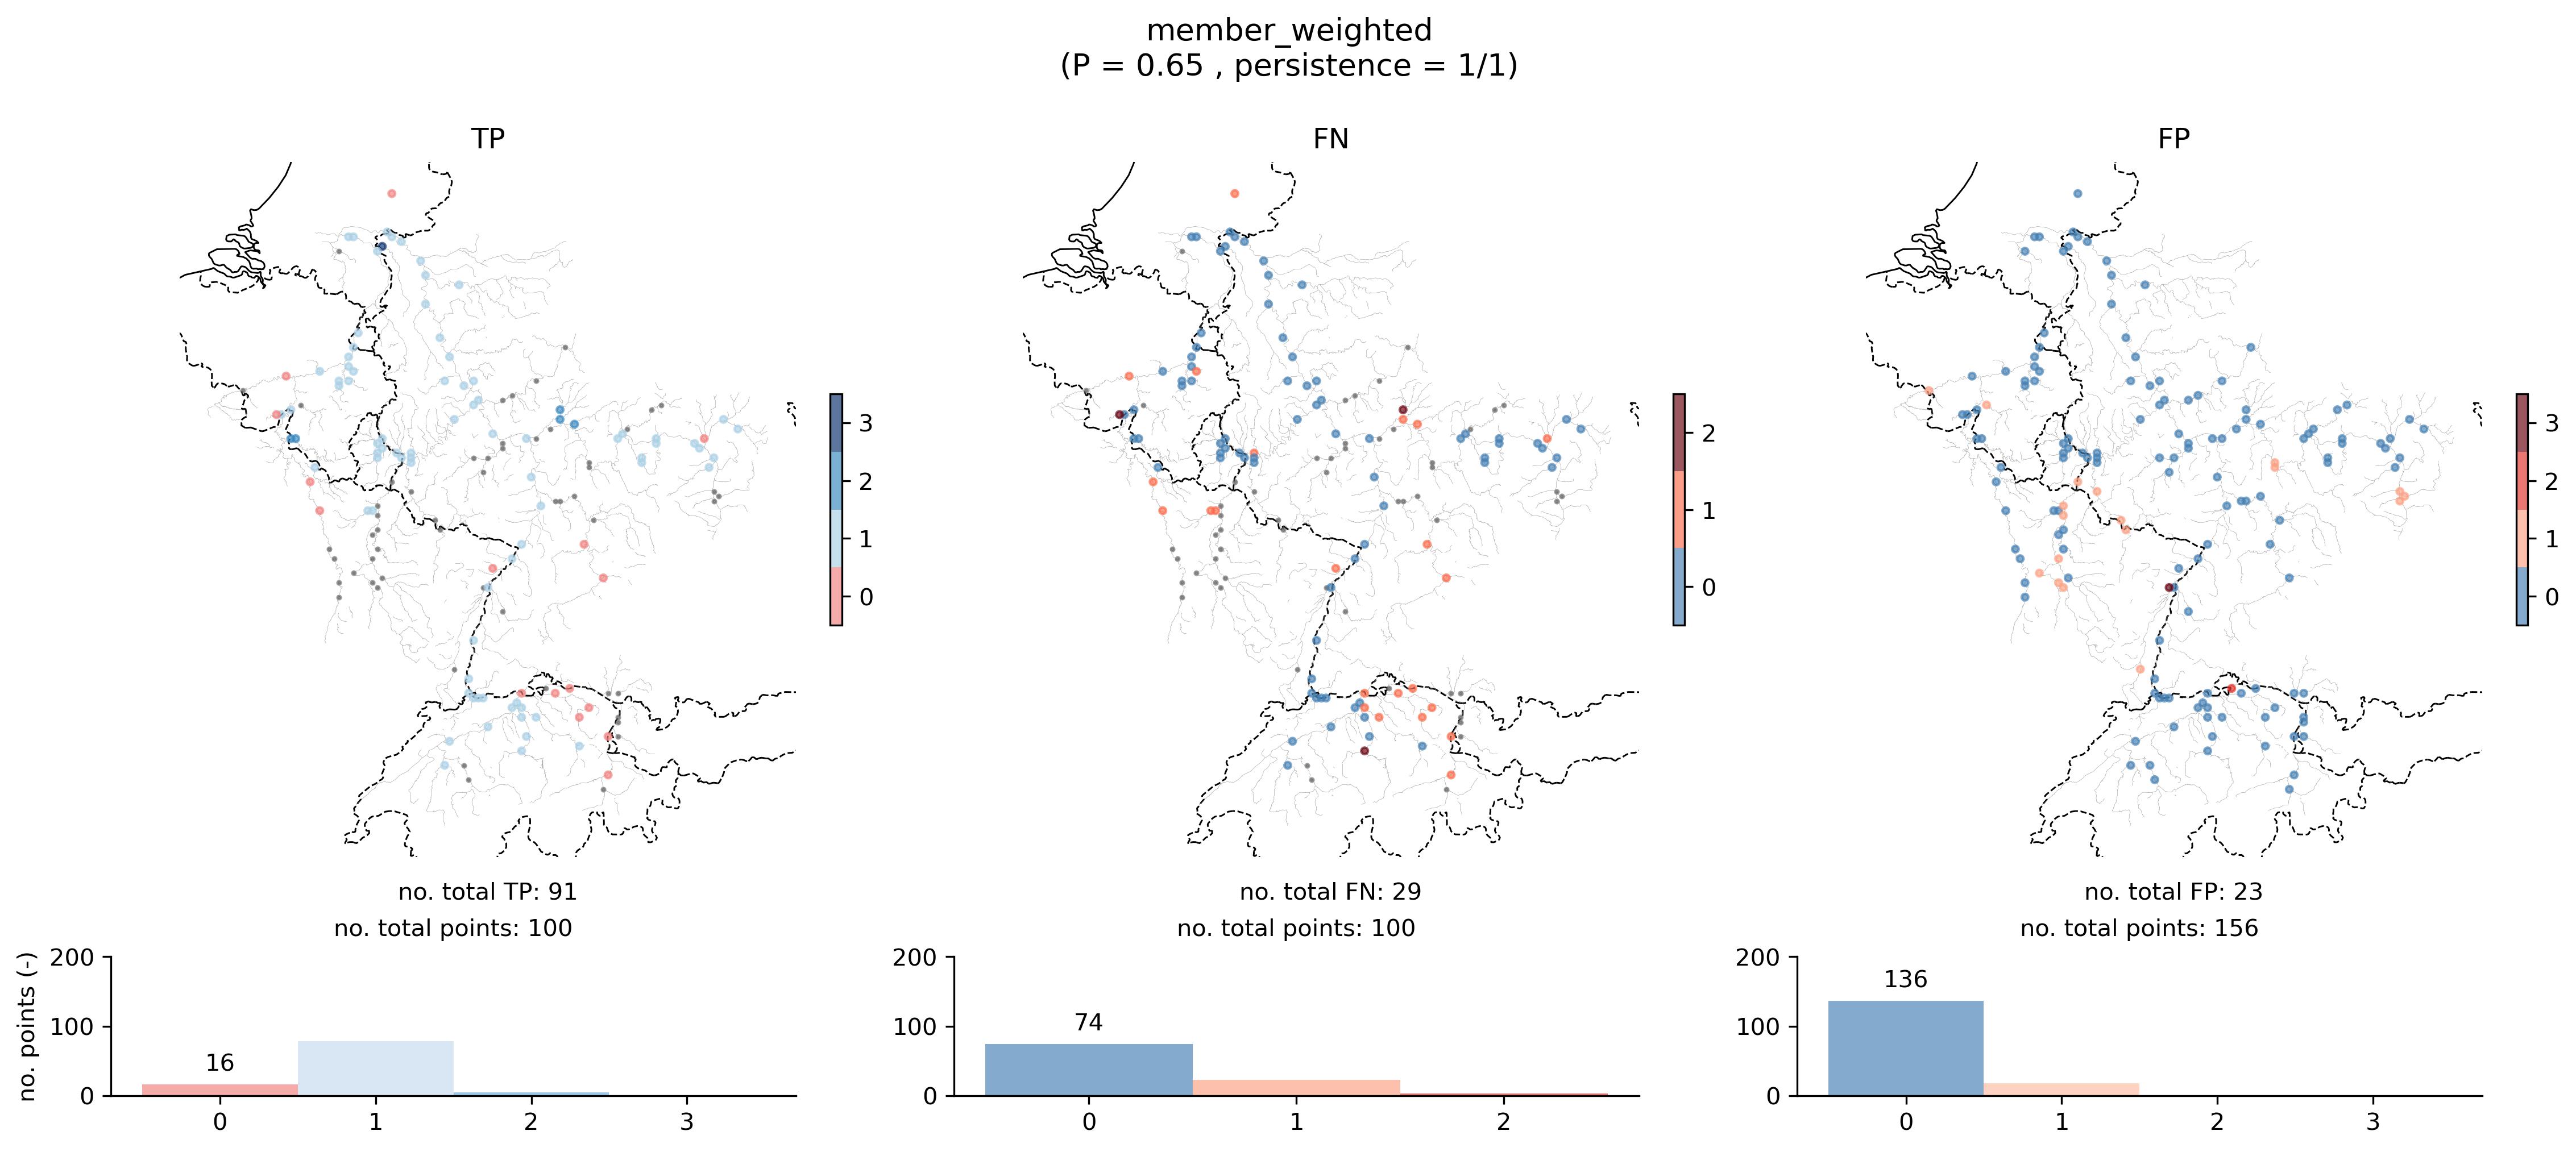 member_weighted
(P = 0.65 , persistence = 1/1)
TP
FN
FP
3
2
1
0
2
1
0
3
2
1
0
no. total TP: 91
no. total FN: 29
no. total FP: 23
no. total points: 100
no. total points: 100
no. total points: 156
no. points (-)
200
100
0
16
0
1
2
3
200
100
0
74
0
1
2
200
100
0
136
0
1
2
3